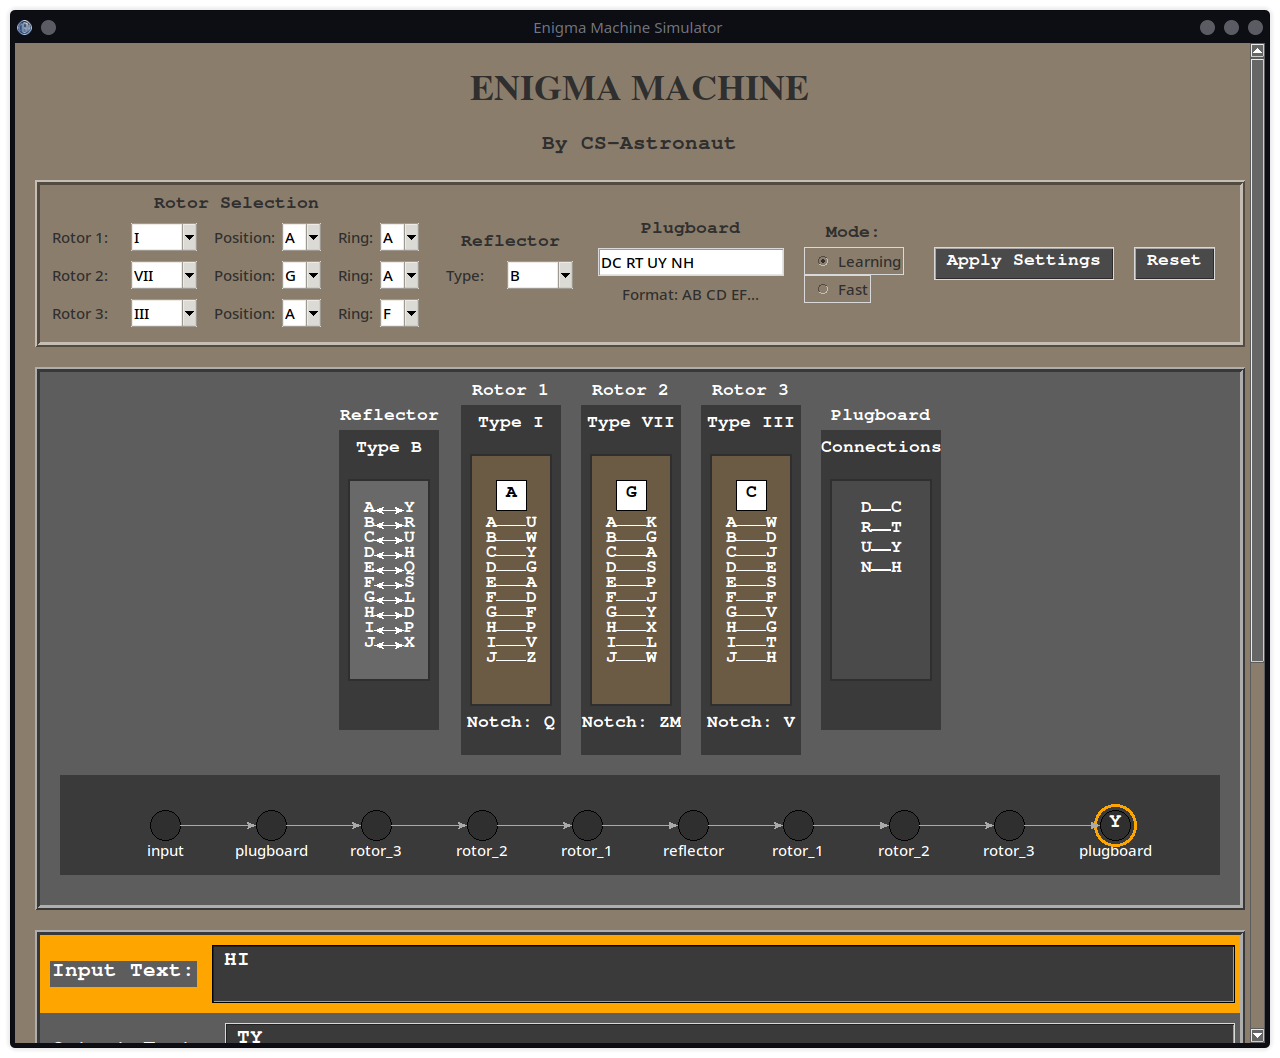 Enigma Machine Simulator
ENIGMA MACHINE
By CS-Astronaut
Rotor Selection
Rotor 1: I Position: A Ring: A
Rotor 2: VII Position: G Ring: A
Rotor 3: III Position: A Ring: F
Reflector
Type: B
Plugboard
DC RT UY NH
Format: AB CD EF...
Mode:
Learning
Fast
Apply Settings
Reset
Reflector
Type B
A Y
B R
C U
D H
E Q
F S
G L
H D
I P
J X
Rotor 1
Type I
A
A U
B W
C Y
D G
E A
F D
G F
H P
I V
J Z
Notch: Q
Rotor 2
Type VII
G
A K
B G
C A
D S
E P
F J
G Y
H X
I L
J W
Notch: ZM
Rotor 3
Type III
C
A W
B D
C J
D E
E S
F F
G V
H G
I T
J H
Notch: V
Plugboard
Connections
D C
R T
U Y
N H
Y
input plugboard rotor_3 rotor_2 rotor_1 reflector rotor_1 rotor_2 rotor_3 plugboard
Input Text: HI
TY